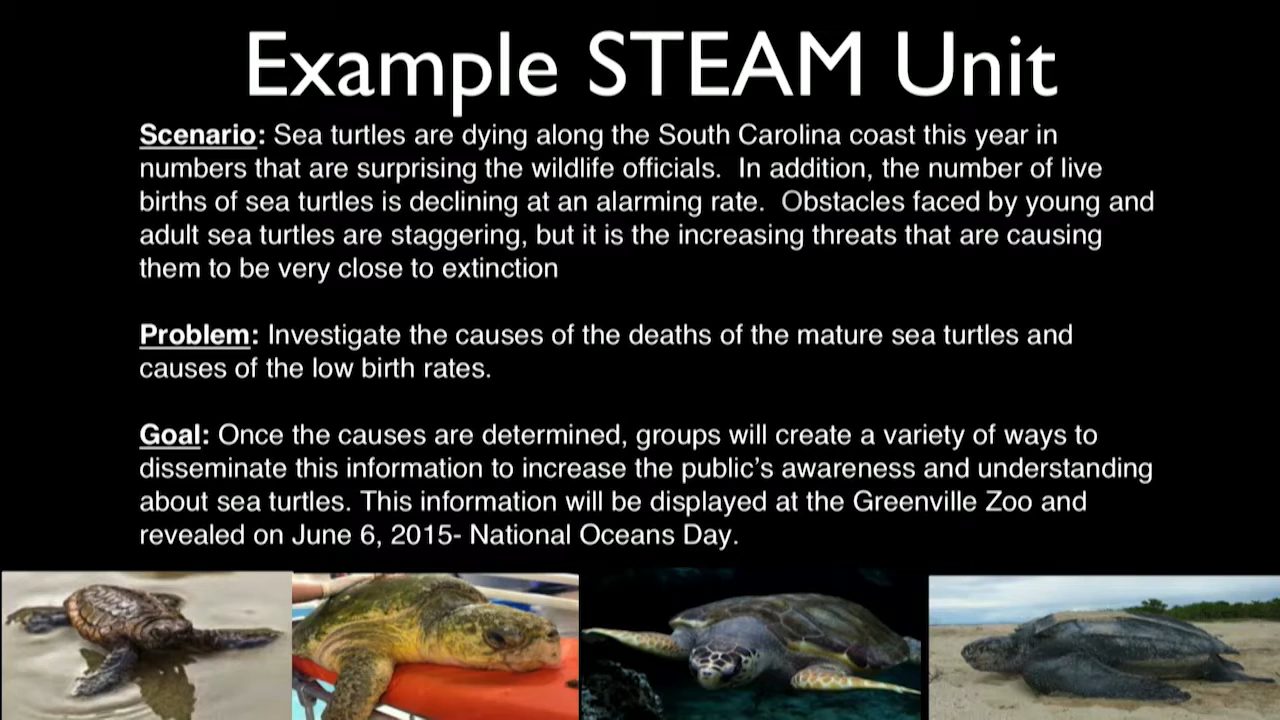 Example STEAM Unit
Scenario: Sea turtles are dying along the South Carolina coast this year in
numbers that are surprising the wildlife officials.  In addition, the number of live
births of sea turtles is declining at an alarming rate.  Obstacles faced by young and
adult sea turtles are staggering, but it is the increasing threats that are causing
them to be very close to extinction
Problem: Investigate the causes of the deaths of the mature sea turtles and
causes of the low birth rates.
Goal: Once the causes are determined, groups will create a variety of ways to
disseminate this information to increase the public’s awareness and understanding
about sea turtles. This information will be displayed at the Greenville Zoo and
revealed on June 6, 2015- National Oceans Day.